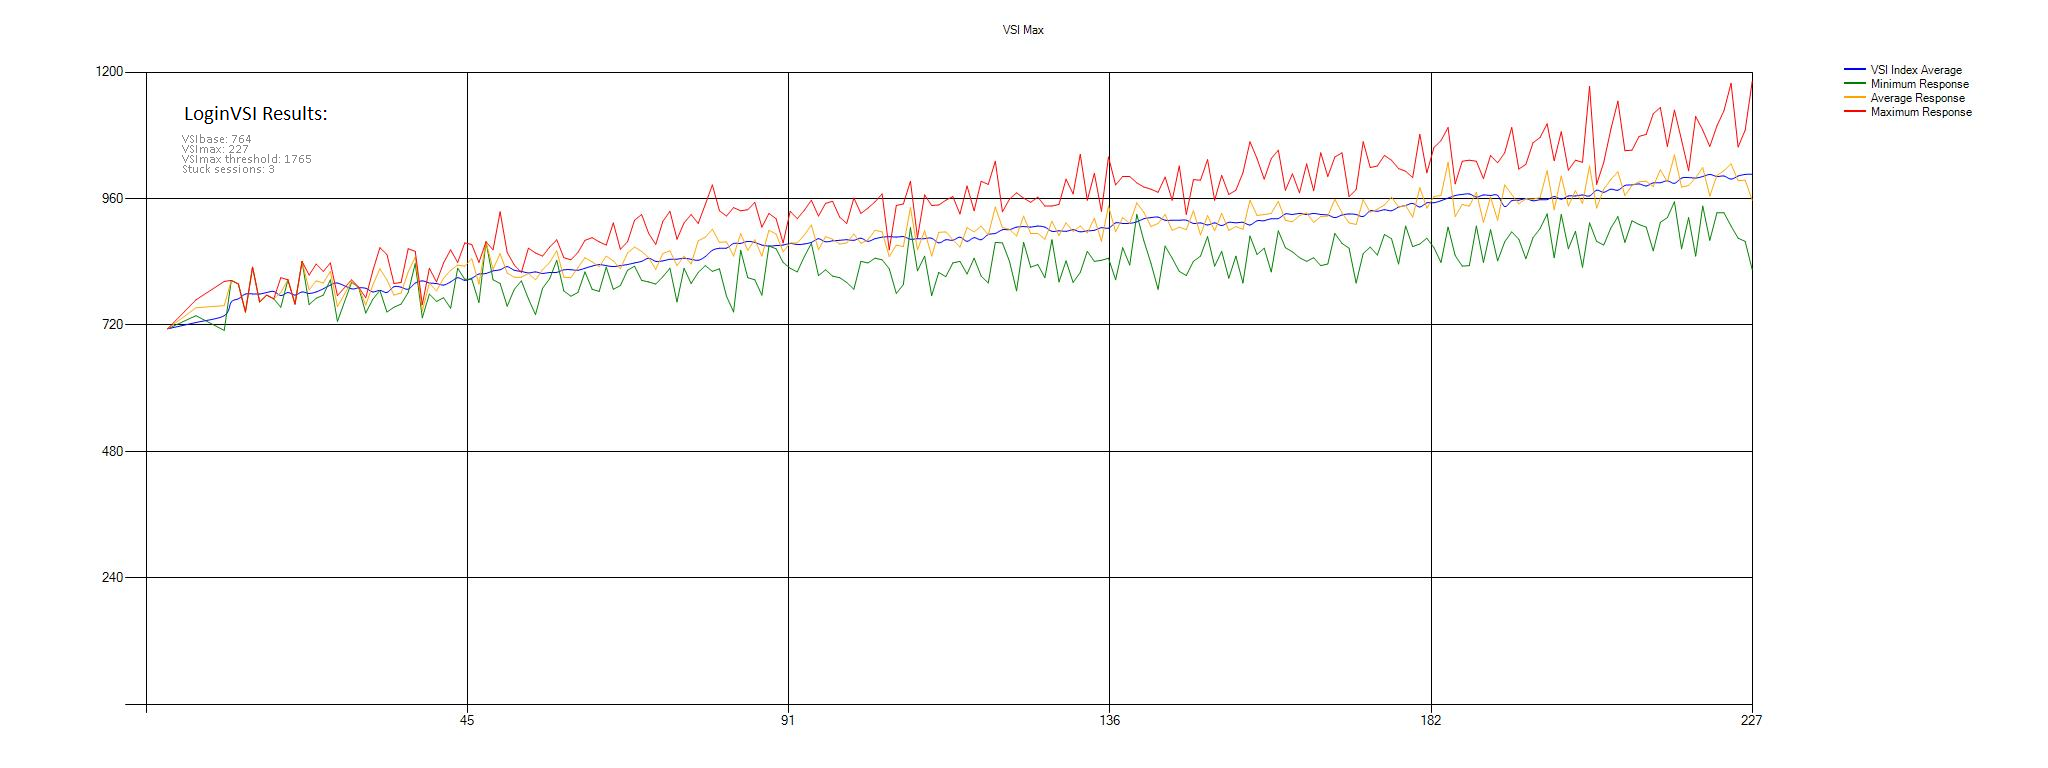 VSI Max
1200
960
720
480
240
LoginVSI Results:
VSIbase: 764
VSImax: 227
VSImax threshold: 1765
Stuck sessions: 3
VSI Index Average
Minimum Response
Average Response
Maximum Response
45 91 136 182 227